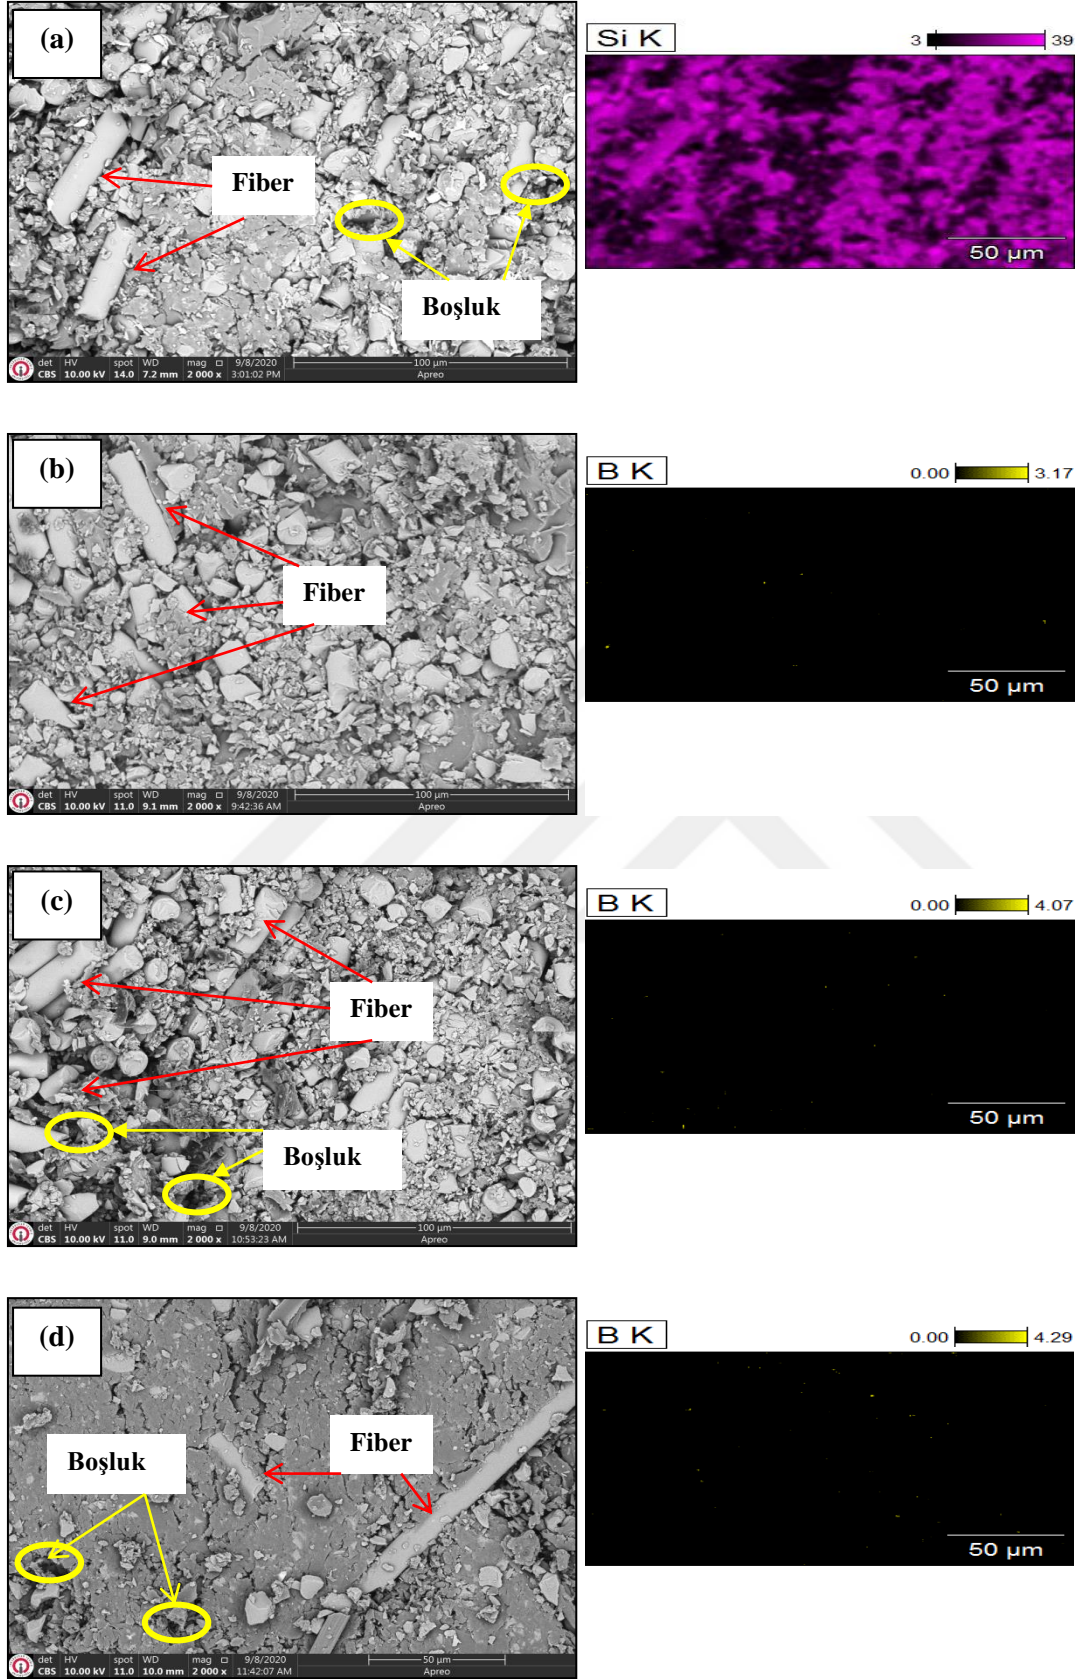 (a)
Fiber
Boşluk
det HV spot WD mag □ 9/8/2020 100 µm
CBS 10.00 kV 14.0 7.2 mm 2 000 x 3:01:02 PM Apreo
Si K 3 39
50 µm
(b)
Fiber
det HV spot WD mag □ 9/8/2020 100 µm
CBS 10.00 kV 11.0 9.1 mm 2 000 x 9:42:36 AM Apreo
B K 0.00 3.17
50 µm
(c)
Fiber
Boşluk
det HV spot WD mag □ 9/8/2020 100 µm
CBS 10.00 kV 11.0 9.0 mm 2 000 x 10:53:23 AM Apreo
B K 0.00 4.07
50 µm
(d)
Fiber
Boşluk
det HV spot WD mag □ 9/8/2020 50 µm
CBS 10.00 kV 11.0 10.0 mm 2 000 x 11:42:07 AM Apreo
B K 0.00 4.29
50 µm